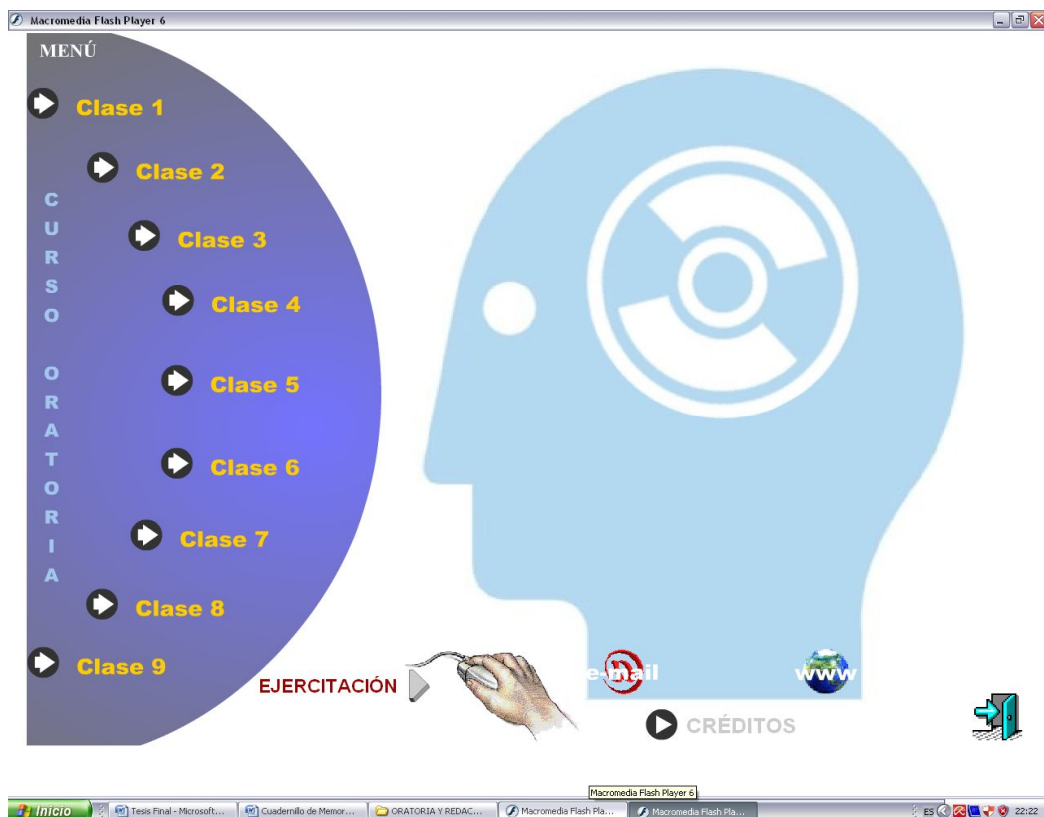 Macromedia Flash Player 6
MENÚ
Clase 1
Clase 2
Clase 3
Clase 4
Clase 5
Clase 6
Clase 7
Clase 8
Clase 9
CURSO ORATORIA
EJERCITACIÓN
e-mail
www
CRÉDITOS
Macromedia Flash Player 6
Inicio
Tesis Final - Microsoft...
Cuadernillo de Memor...
ORATORIA Y REDAC...
Macromedia Flash Pla...
Macromedia Flash Pla...
ES
22:22